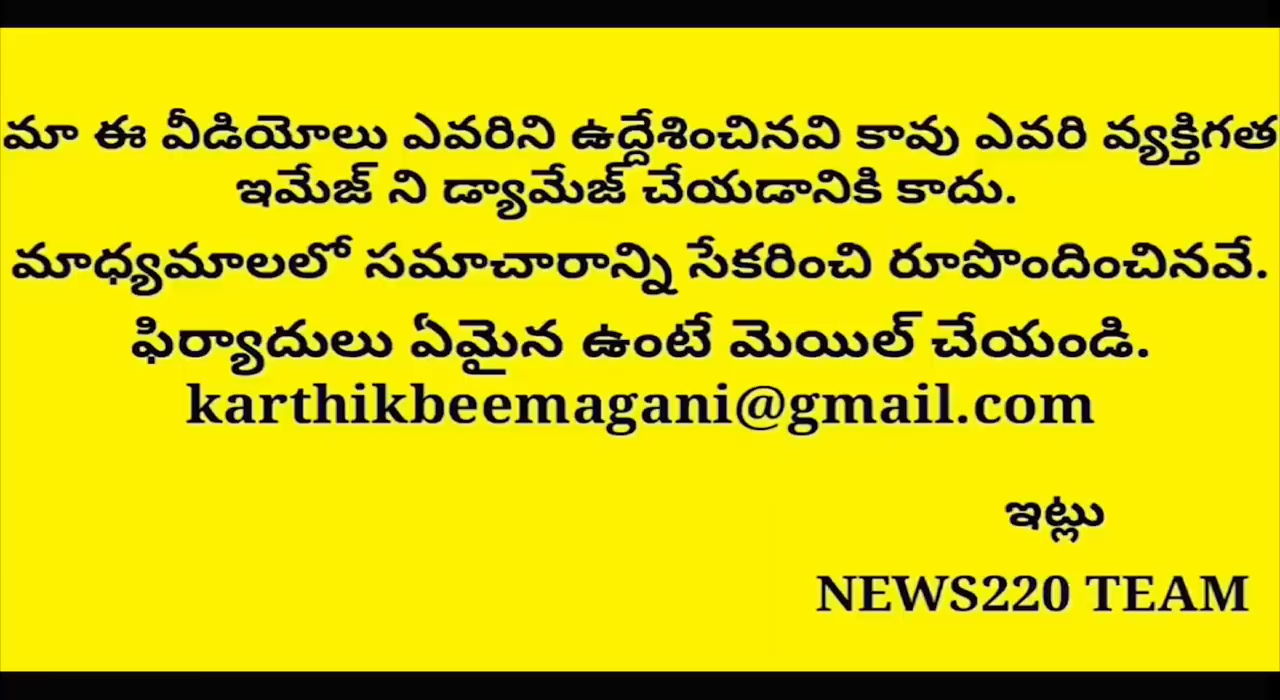 మా ఈ వీడియోలు ఎవరిని ఉద్దేశించినవి కావు ఎవరి వ్యక్తిగత
ఇమేజ్ ని డ్యామేజ్ చేయడానికి కాదు.
మాధ్యమాలలో సమాచారాన్ని సేకరించి రూపొందించినవే.
ఫిర్యాదులు ఏమైన ఉంటే మెయిల్ చేయండి.
karthikbeemagani@gmail.com
ఇట్లు
NEWS220 TEAM